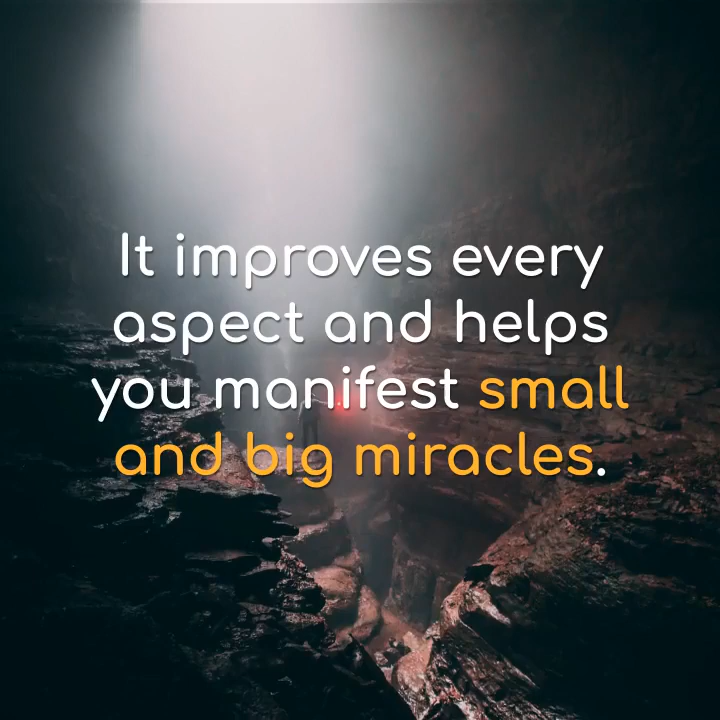 It improves every
aspect and helps
you manifest small
and big miracles.